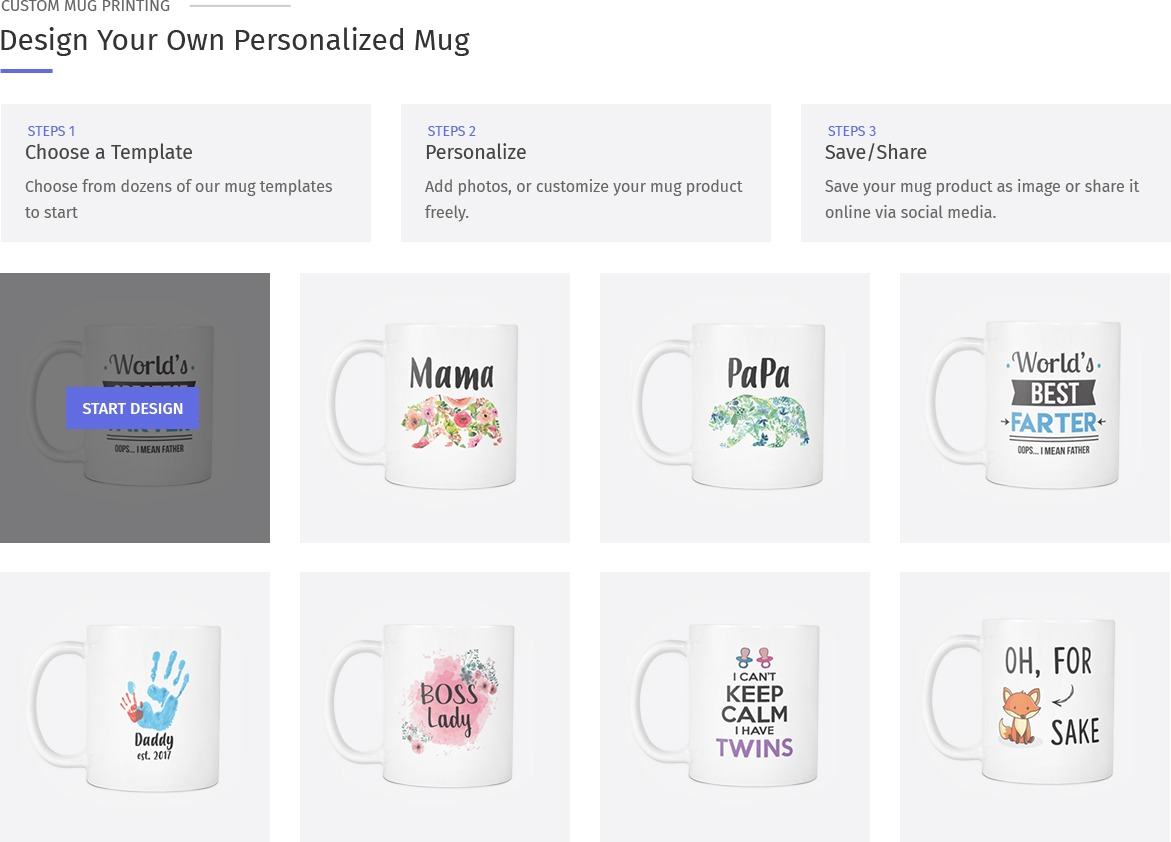 CUSTOM MUG PRINTING
Design Your Own Personalized Mug
STEPS 1
Choose a Template
Choose from dozens of our mug templates
to start
STEPS 2
Personalize
Add photos, or customize your mug product
freely.
STEPS 3
Save/Share
Save your mug product as image or share it
online via social media.
World's
START DESIGN
OOPS... I MEAN FATHER
Mama
PaPa
World's
BEST
FARTER
OOPS... I MEAN FATHER
Daddy
est. 2017
BOSS
Lady
I CAN'T
KEEP
CALM
I HAVE
TWINS
OH, FOR
SAKE